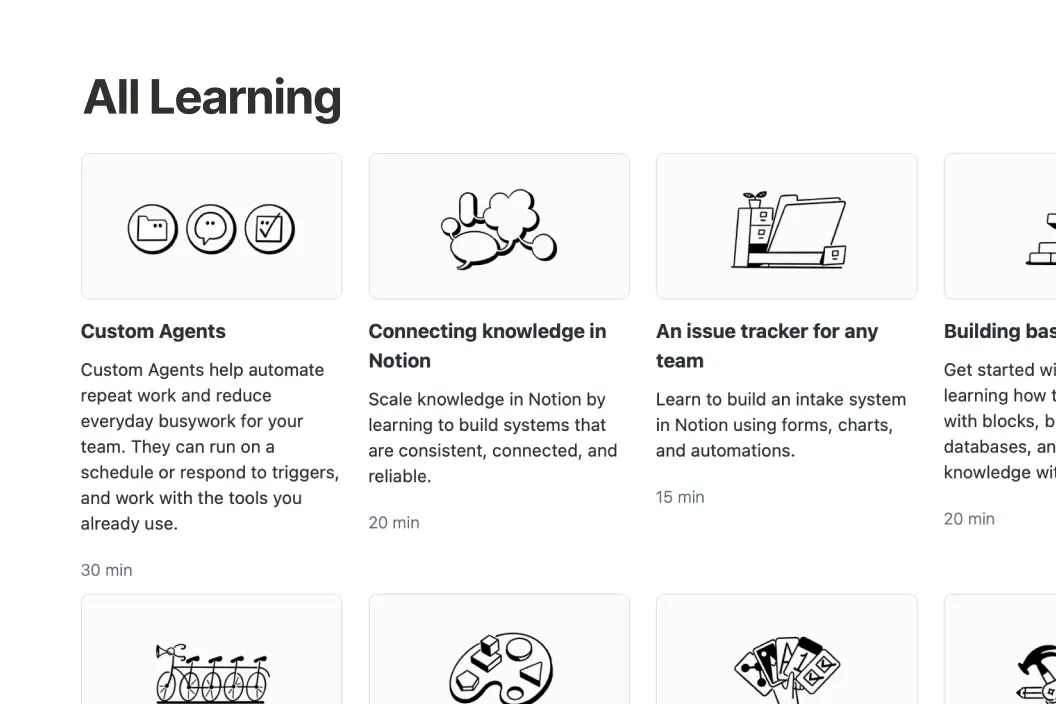 All Learning
Custom Agents
Custom Agents help automate
repeat work and reduce
everyday busywork for your
team. They can run on a
schedule or respond to triggers,
and work with the tools you
already use.
30 min
Connecting knowledge in
Notion
Scale knowledge in Notion by
learning to build systems that
are consistent, connected, and
reliable.
20 min
An issue tracker for any
team
Learn to build an intake system
in Notion using forms, charts,
and automations.
15 min
Building
Get started
learning how
with blocks,
databases,
knowledge
20 min